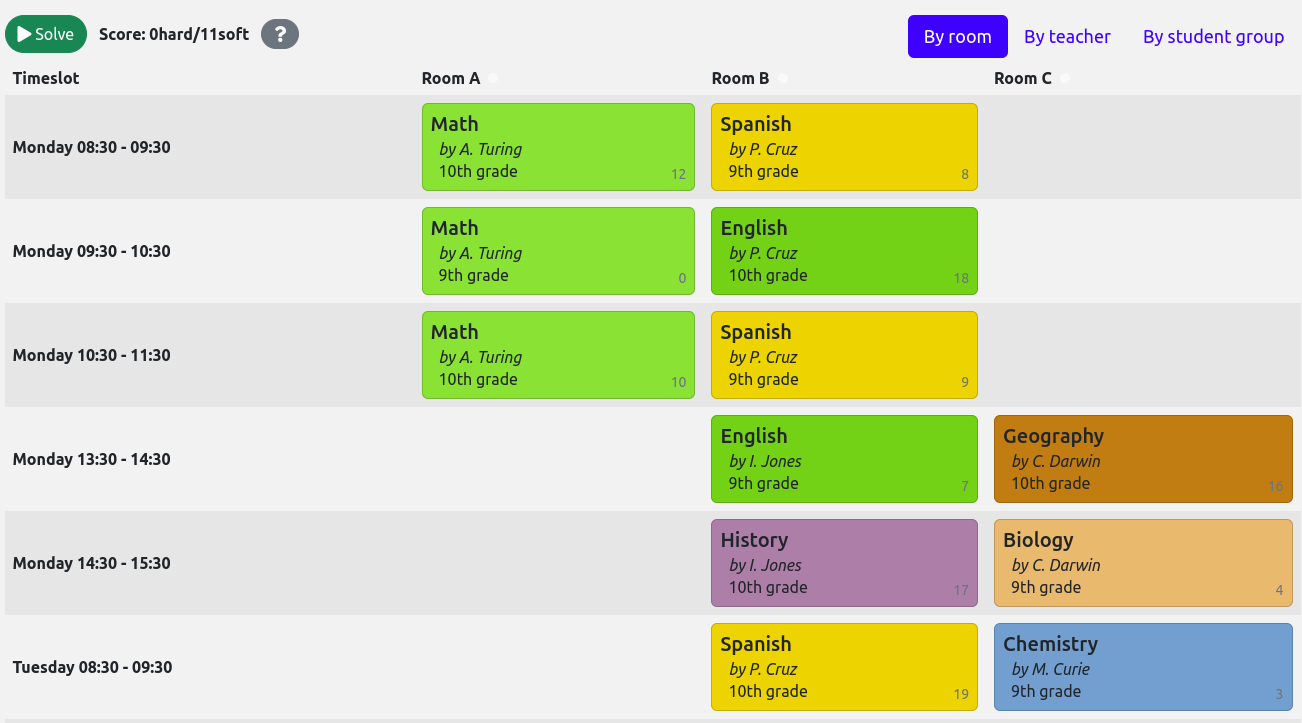 Solve Score: 0hard/11soft ? By room By teacher By student group
Timeslot Room A Room B Room C
Monday 08:30 - 09:30
Math
by A. Turing
10th grade 12
Spanish
by P. Cruz
9th grade 8
Monday 09:30 - 10:30
Math
by A. Turing
9th grade 0
English
by P. Cruz
10th grade 18
Monday 10:30 - 11:30
Math
by A. Turing
10th grade 10
Spanish
by P. Cruz
9th grade 9
Monday 13:30 - 14:30
English
by I. Jones
9th grade 7
Geography
by C. Darwin
10th grade 16
Monday 14:30 - 15:30
History
by I. Jones
10th grade 17
Biology
by C. Darwin
9th grade 4
Tuesday 08:30 - 09:30
Spanish
by P. Cruz
10th grade 19
Chemistry
by M. Curie
9th grade 3